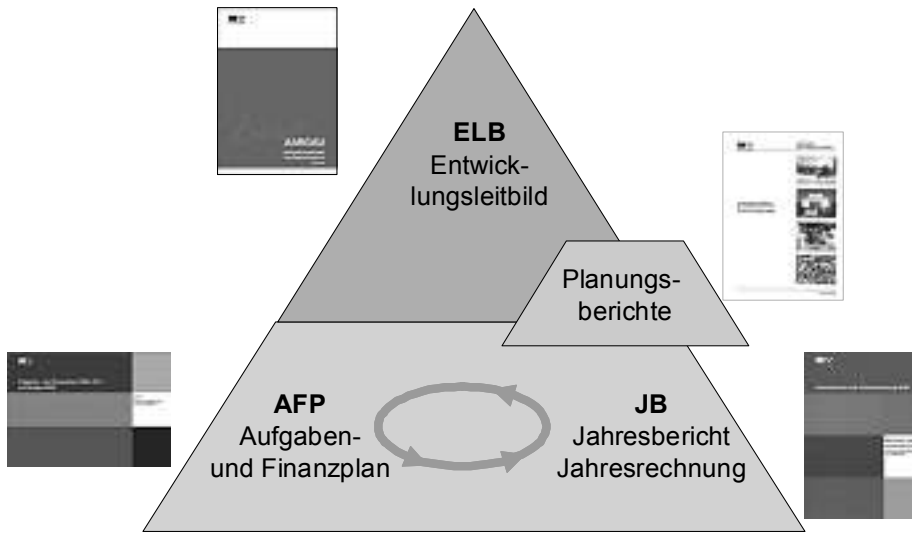 ELB
Entwick-
lungsleitbild
Planungs-
berichte
AFP
Aufgaben-
und Finanzplan
JB
Jahresbericht
Jahresrechnung